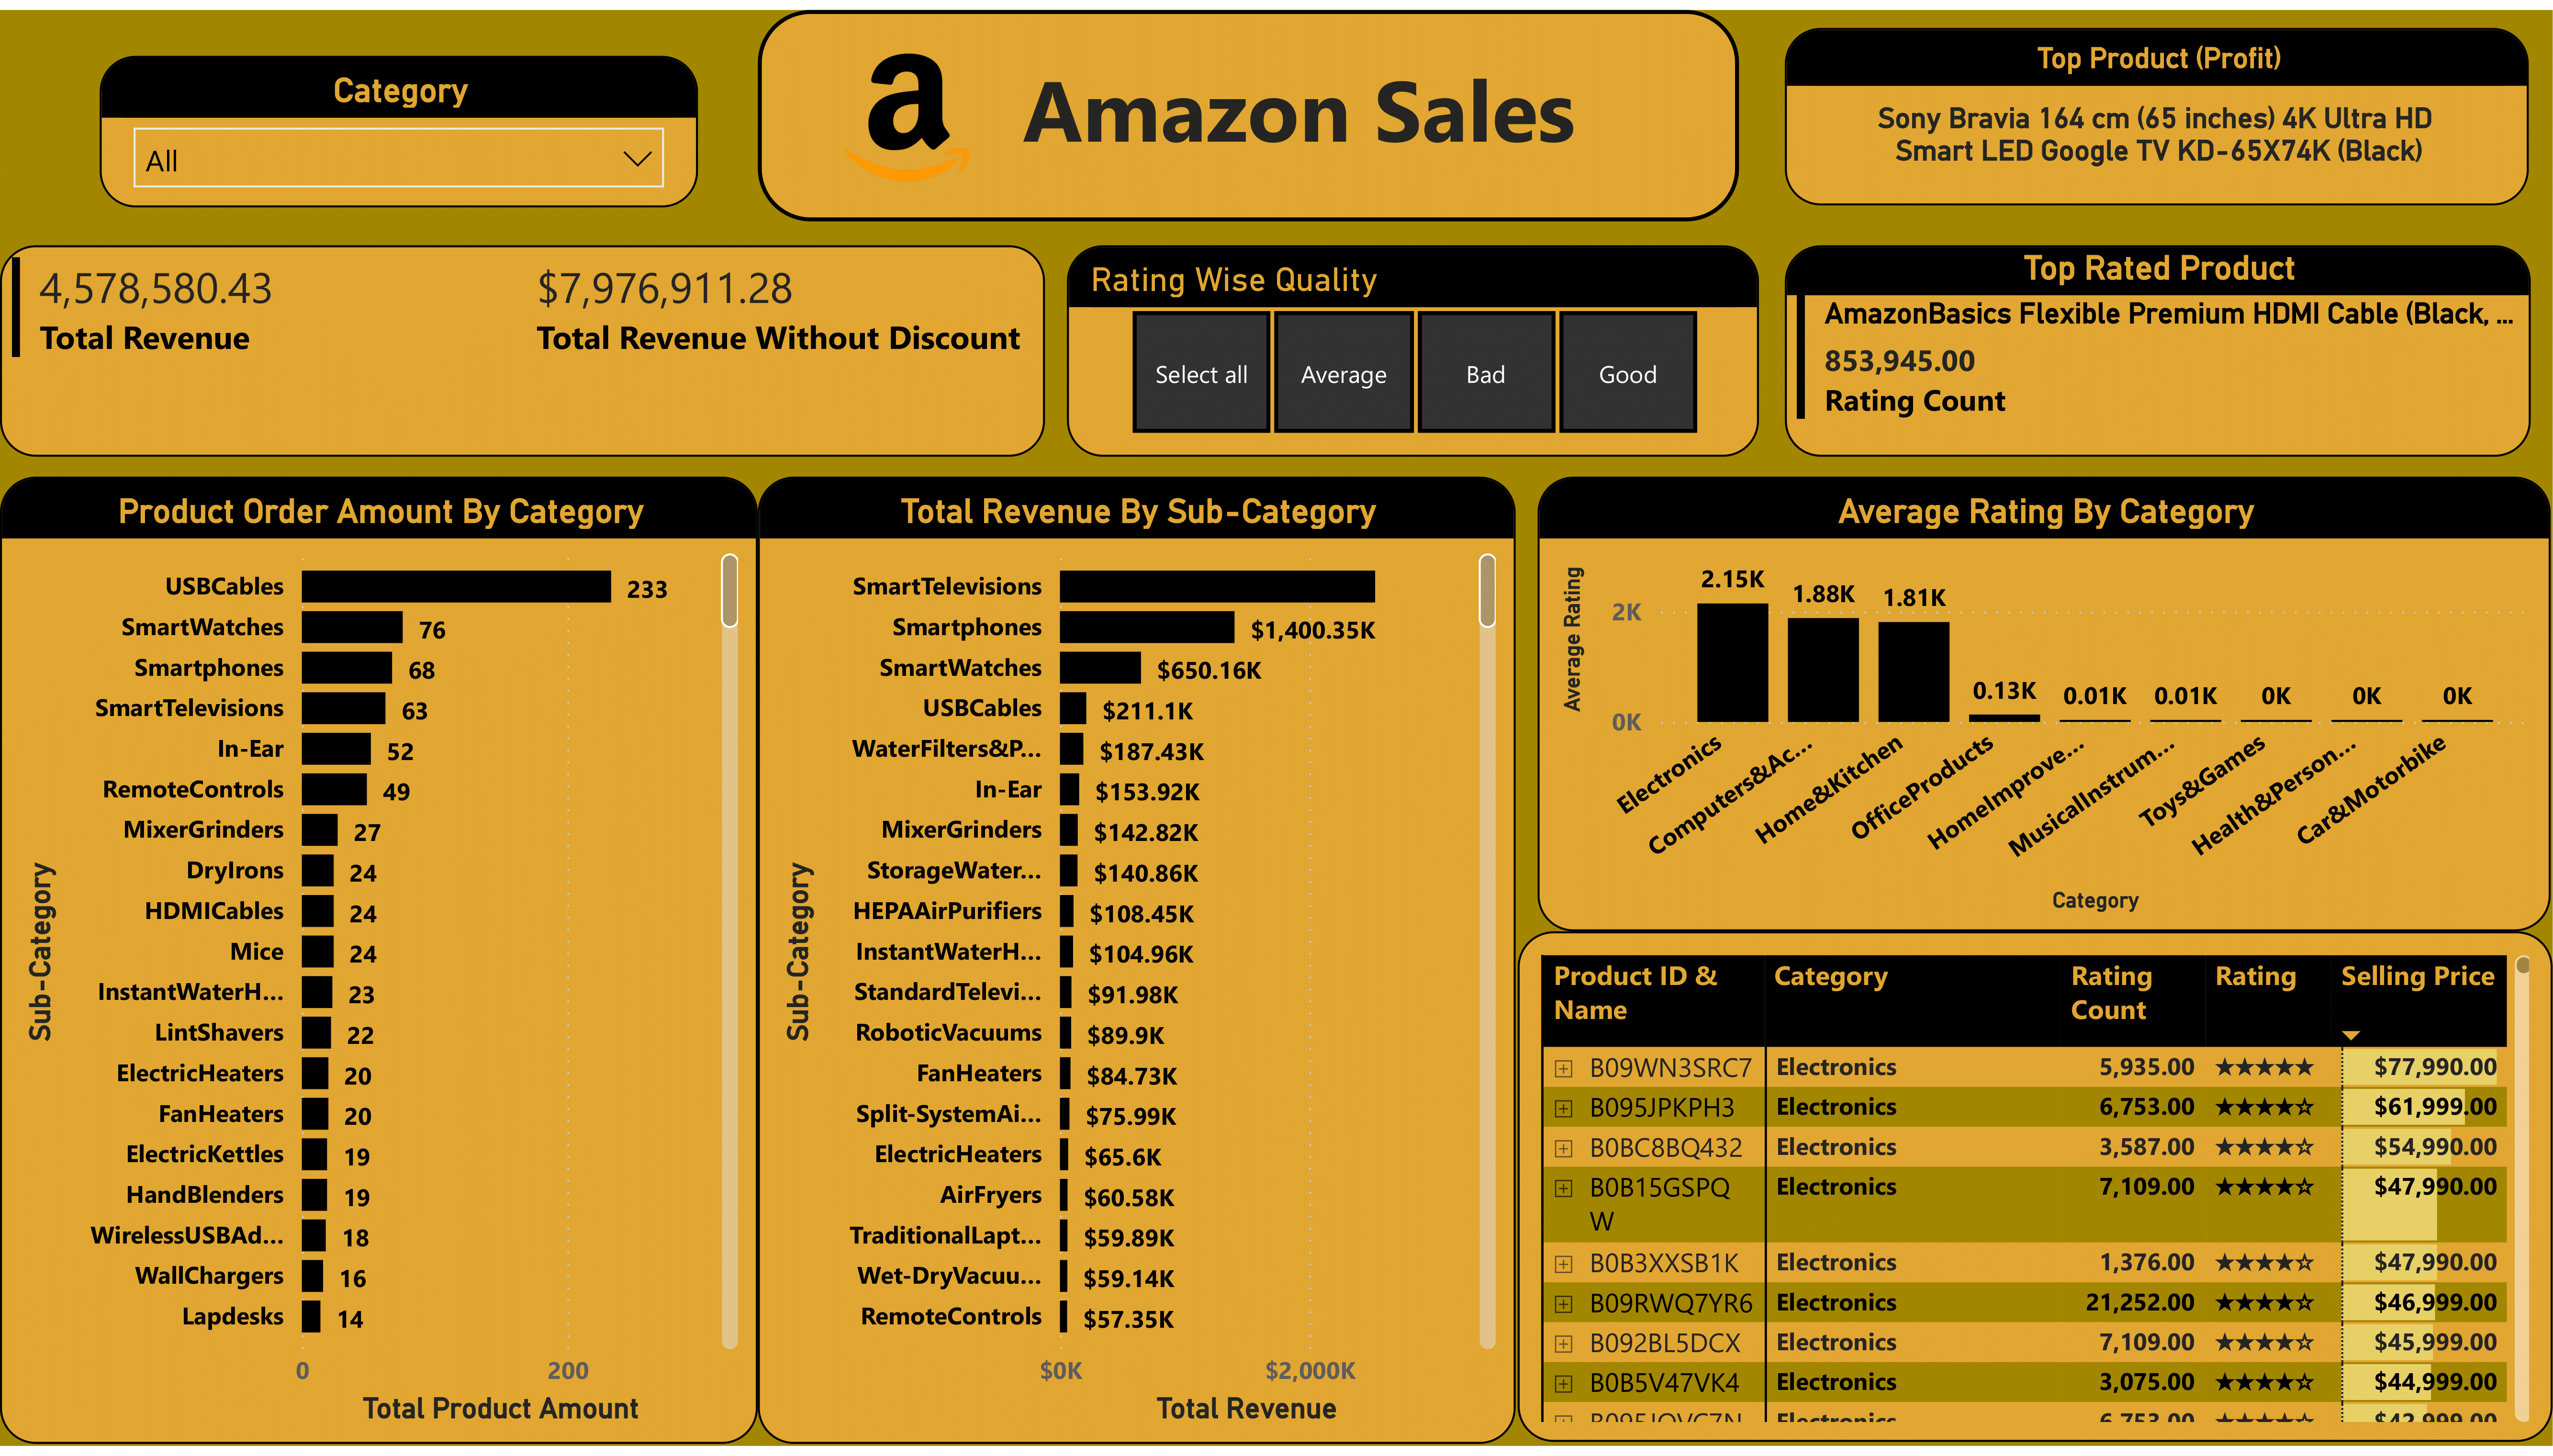 Category
All
a
Amazon Sales
Top Product (Profit)
Sony Bravia 164 cm (65 inches) 4K Ultra HD
Smart LED Google TV KD-65X74K (Black)
4,578,580.43
Total Revenue
$7,976,911.28
Total Revenue Without Discount
Rating Wise Quality
Select all
Average
Bad
Good
Top Rated Product
AmazonBasics Flexible Premium HDMI Cable (Black, ...
853,945.00
Rating Count
Product Order Amount By Category
Sub-Category
USBCables 233
SmartWatches 76
Smartphones 68
SmartTelevisions 63
In-Ear 52
RemoteControls 49
MixerGrinders 27
DryIrons 24
HDMICables 24
Mice 24
InstantWaterH... 23
LintShavers 22
ElectricHeaters 20
FanHeaters 20
ElectricKettles 19
HandBlenders 19
WirelessUSBAd... 18
WallChargers 16
Lapdesks 14
0 200
Total Product Amount
Total Revenue By Sub-Category
Sub-Category
SmartTelevisions
Smartphones $1,400.35K
SmartWatches $650.16K
USBCables $211.1K
WaterFilters&P... $187.43K
In-Ear $153.92K
MixerGrinders $142.82K
StorageWater... $140.86K
HEPAAirPurifiers $108.45K
InstantWaterH... $104.96K
StandardTelevi... $91.98K
RoboticVacuums $89.9K
FanHeaters $84.73K
Split-SystemAi... $75.99K
ElectricHeaters $65.6K
AirFryers $60.58K
TraditionalLapt... $59.89K
Wet-DryVacuu... $59.14K
RemoteControls $57.35K
$0K $2,000K
Total Revenue
Average Rating By Category
Average Rating
2K
0K
2.15K 1.88K 1.81K 0.13K 0.01K 0.01K 0K 0K 0K
Electronics
Computers&Ac...
Home&Kitchen
OfficeProducts
HomeImprove...
MusicalInstrum...
Toys&Games
Health&Person...
Car&Motorbike
Category
Product ID & Name Category Rating Count Rating Selling Price
B09WN3SRC7 Electronics 5,935.00 ★★★★★ $77,990.00
B095JPKPH3 Electronics 6,753.00 ★★★★☆ $61,999.00
B0BC8BQ432 Electronics 3,587.00 ★★★★☆ $54,990.00
B0B15GSPQW Electronics 7,109.00 ★★★★☆ $47,990.00
B0B3XXSB1K Electronics 1,376.00 ★★★★☆ $47,990.00
B09RWQ7YR6 Electronics 21,252.00 ★★★★☆ $46,999.00
B092BL5DCX Electronics 7,109.00 ★★★★☆ $45,999.00
B0B5V47VK4 Electronics 3,075.00 ★★★★☆ $44,999.00
Electronics 6,753.00 ★★★★☆ $42,999.00